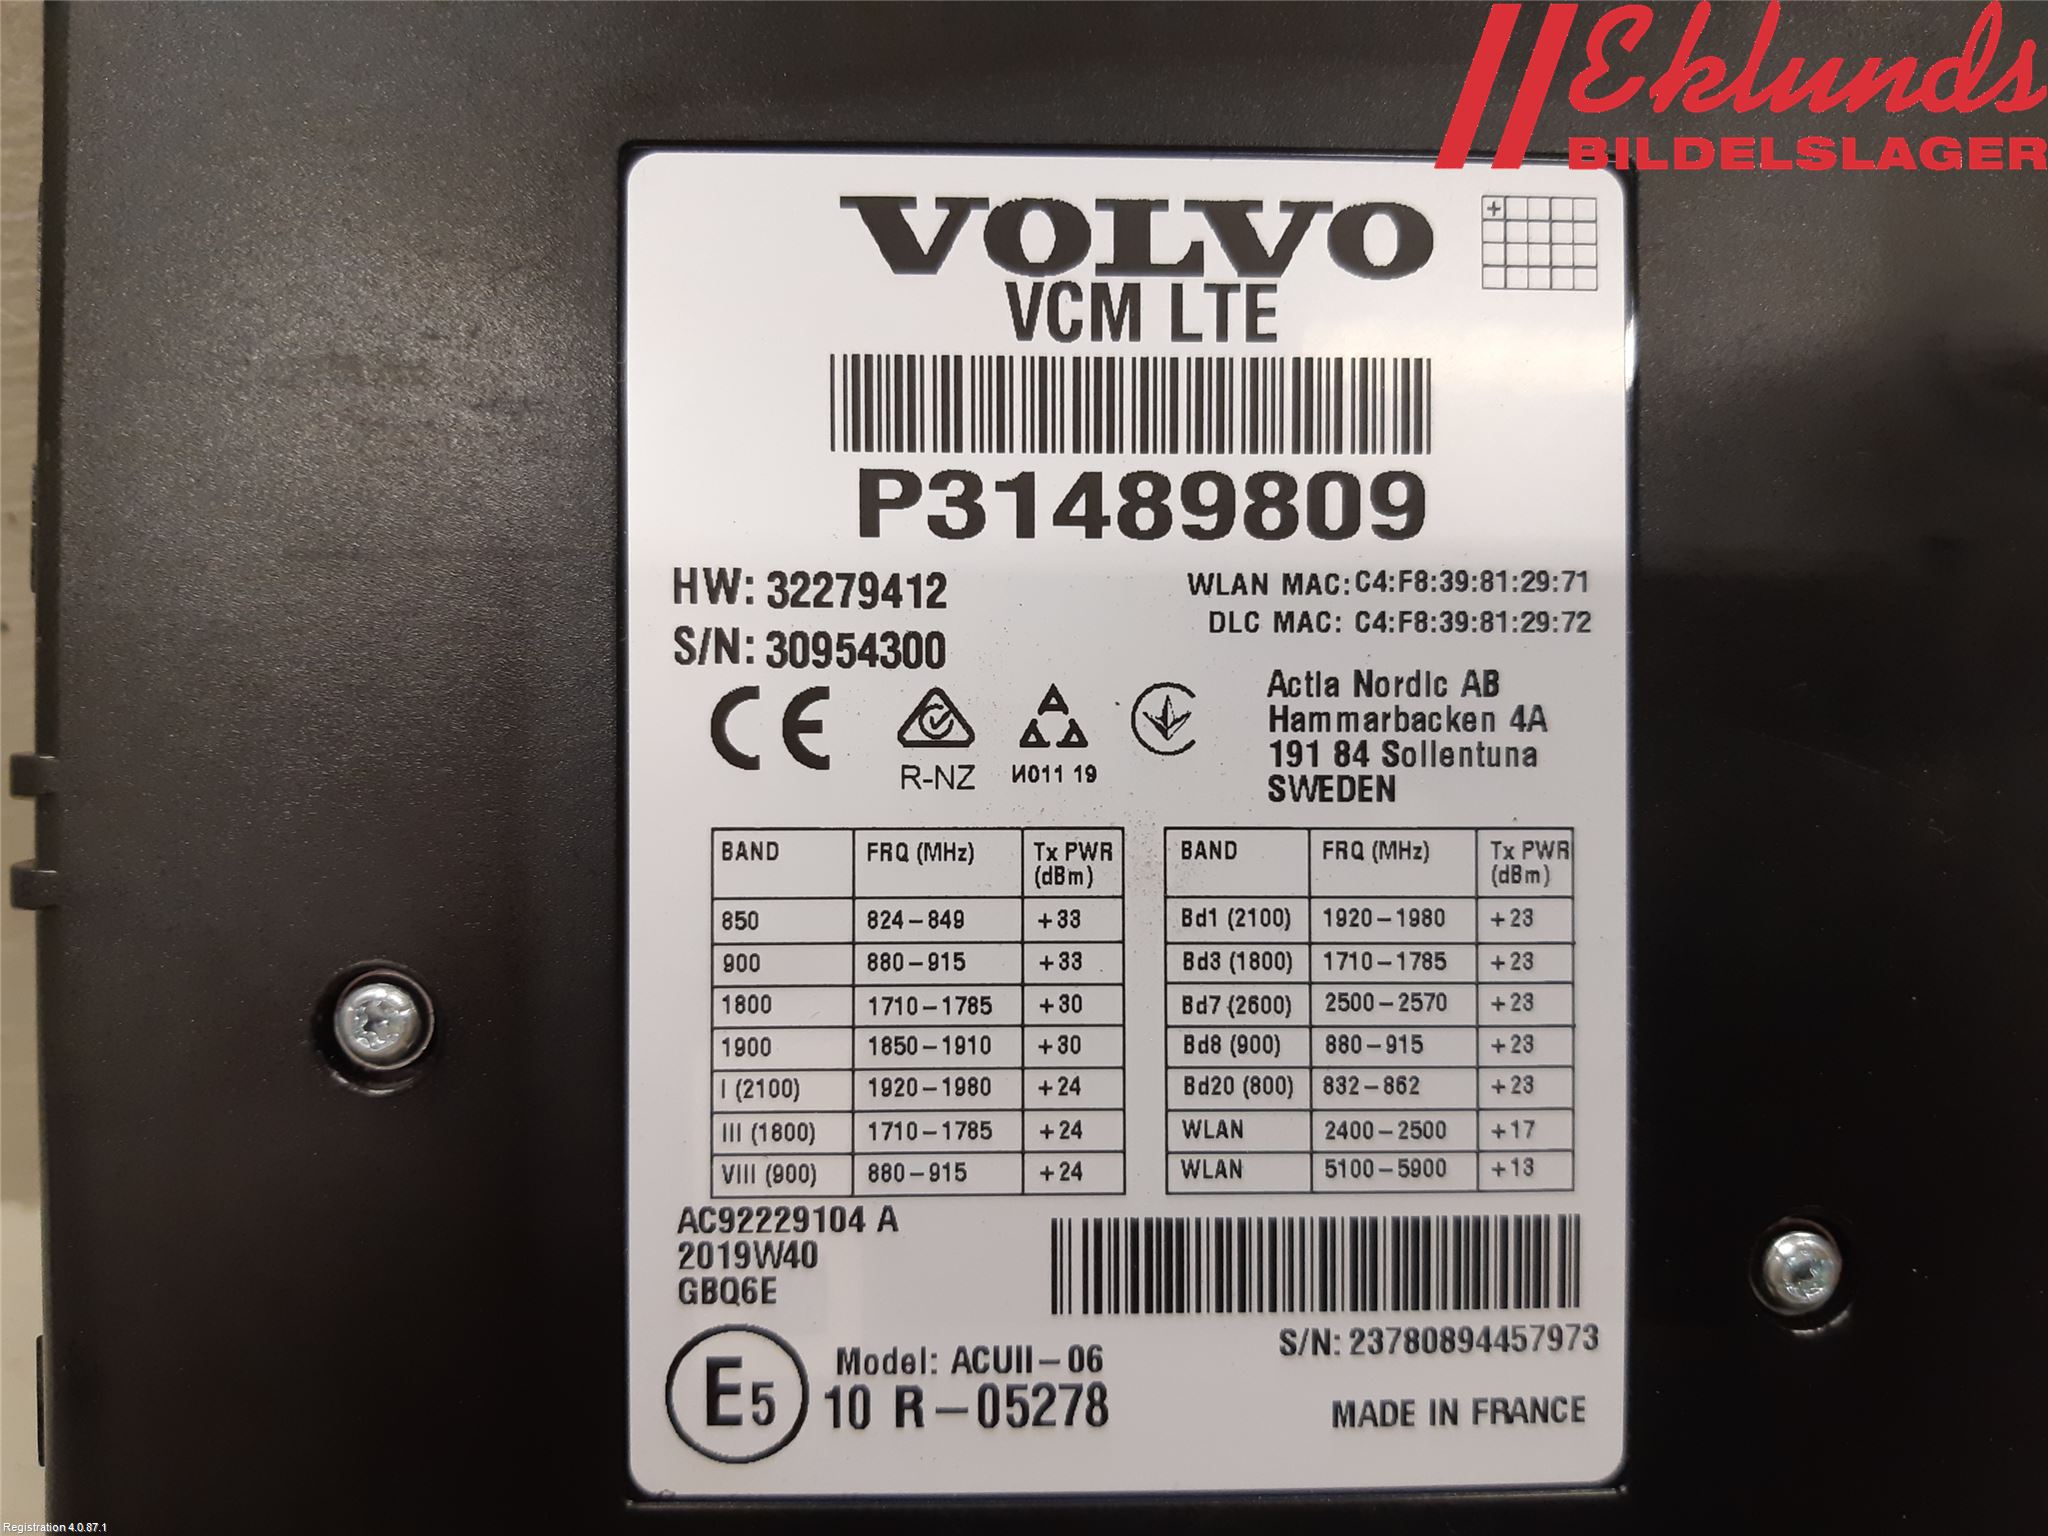 Eklunds
BILDELSLAGER
VOLVO
VCM LTE
P31489809
HW: 32279412
S/N: 30954300
WLAN MAC: C4:F8:39:81:29:71
DLC MAC: C4:F8:39:81:29:72
CE
R-NZ
И011 19
Actia Nordic AB
Hammarbacken 4A
191 84 Sollentuna
SWEDEN
BAND FRQ (MHz) Tx PWR (dBm)
850 824-849 +33
900 880-915 +33
1800 1710-1785 +30
1900 1850-1910 +30
I (2100) 1920-1980 +24
III (1800) 1710-1785 +24
VIII (900) 880-915 +24
BAND FRQ (MHz) Tx PWR (dBm)
Bd1 (2100) 1920-1980 +23
Bd3 (1800) 1710-1785 +23
Bd7 (2600) 2500-2570 +23
Bd8 (900) 880-915 +23
Bd20 (800) 832-862 +23
WLAN 2400-2500 +17
WLAN 5100-5900 +13
AC92229104 A
2019W40
GBQ6E
S/N: 23780894457973
E5
Model: ACUII-06
10 R-05278
MADE IN FRANCE
Registration 4.0.87.1